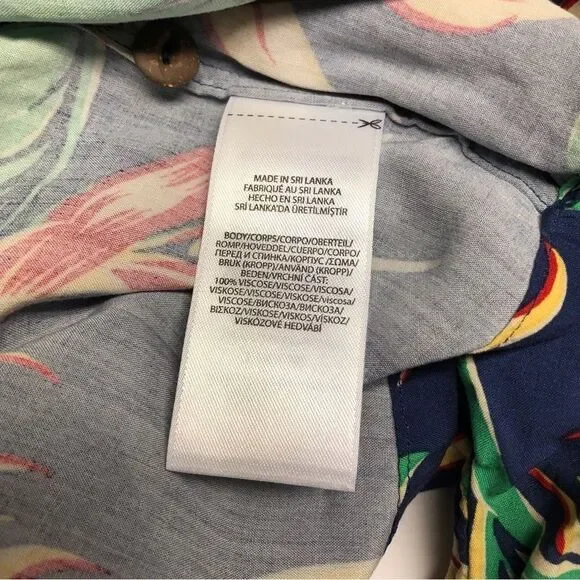 MADE IN SRI LANKA
FABRIQUÉ AU SRI LANKA
HECHO EN SRI LANKA
SRİ LANKA'DA ÜRETİLMİŞTİR
BODY/CORPS/CORPO/OBERTEIL/
ROMP/HOVEDDEL/CUERPO/CORPO/
ПЕРЕД И СПИНКА/КОРПУС /ΣΩΜΑ/
BRUK (KROPP)/ANVÄND (KROPP)/
BEDEN/VRCHNÍ ČÁST:
100% VISCOSE/VISCOSE/VISCOSA/
VISKOSE/VISCOSE/VISKOSE/viscosa/
VISCOSE/ВИСКОЗА/ВИСКОЗА/
ΒΙΣΚΟΖ/VISKOSE/VISKOS/VİSKOZ/
VISKÓZOVÉ HEDVÁBÍ